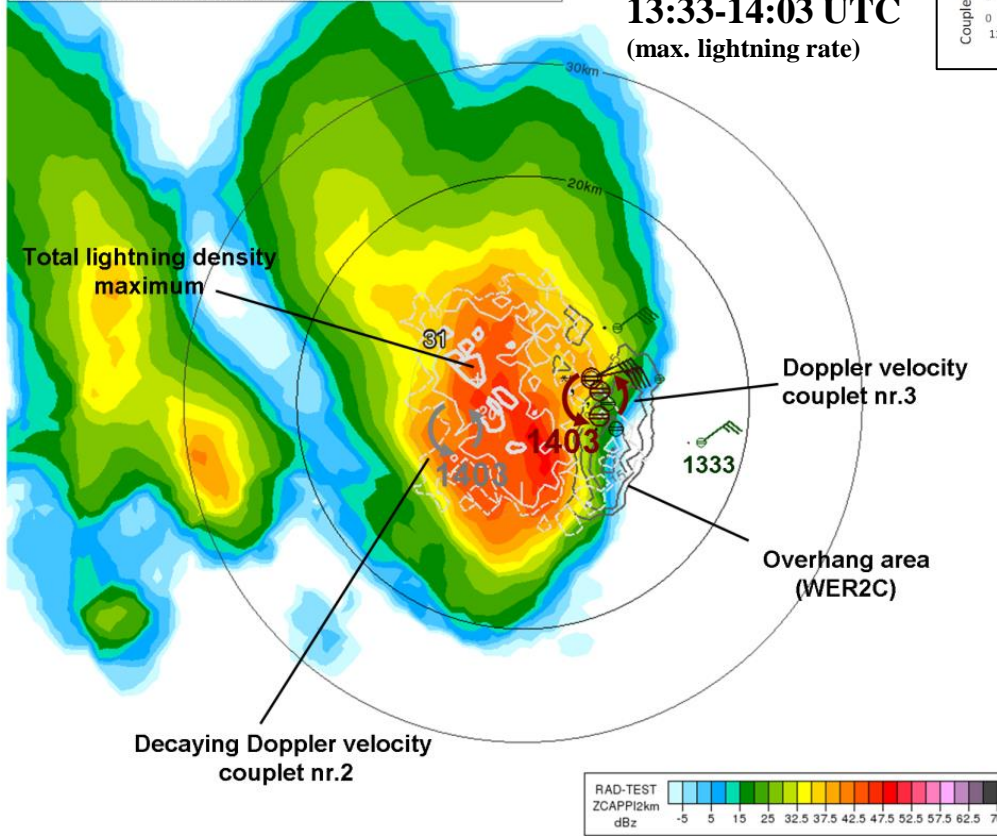 13:33-14:03 UTC
(max. lightning rate)
Couple
0
30km
20km
Total lightning density
maximum
31
Doppler velocity
couplet nr.3
1403
1403
1333
Overhang area
(WER2C)
Decaying Doppler velocity
couplet nr.2
RAD-TEST
ZCAPPI2km
dBz
-5 5 15 25 32.5 37.5 42.5 47.5 52.5 57.5 62.5